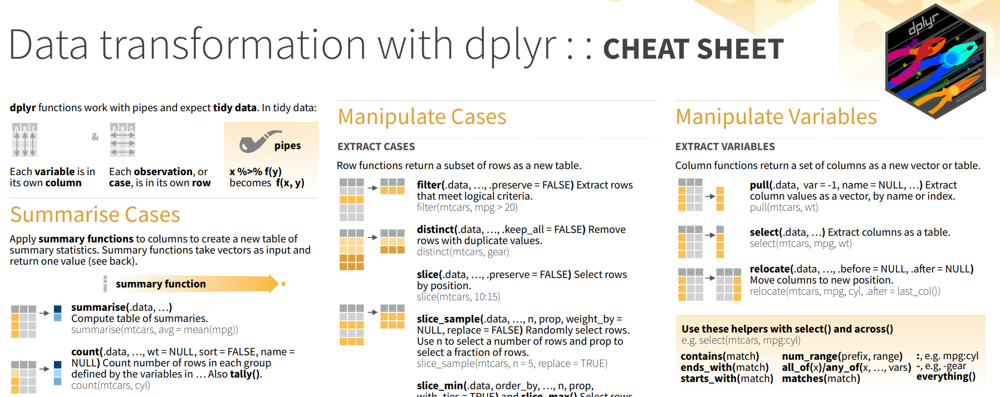 Data transformation with dplyr : : CHEAT SHEET
dplyr
dplyr.tidyverse.org
dplyr functions work with pipes and expect tidy data. In tidy data:
A B C
&
A B C
pipes
Each variable is in
its own column
Each observation, or
case, is in its own row
x %>% f(y)
becomes f(x, y)
Summarise Cases
Apply summary functions to columns to create a new table of
summary statistics. Summary functions take vectors as input and
return one value (see back).
summary function
summarise(.data, …)
Compute table of summaries.
summarise(mtcars, avg = mean(mpg))
count(.data, …, wt = NULL, sort = FALSE, name =
NULL) Count number of rows in each group
defined by the variables in … Also tally().
count(mtcars, cyl)
Manipulate Cases
EXTRACT CASES
Row functions return a subset of rows as a new table.
filter(.data, …, .preserve = FALSE) Extract rows
that meet logical criteria.
filter(mtcars, mpg > 20)
distinct(.data, …, .keep_all = FALSE) Remove
rows with duplicate values.
distinct(mtcars, gear)
slice(.data, …, .preserve = FALSE) Select rows
by position.
slice(mtcars, 10:15)
slice_sample(.data, …, n, prop, weight_by =
NULL, replace = FALSE) Randomly select rows.
Use n to select a number of rows and prop to
select a fraction of rows.
slice_sample(mtcars, n = 5, replace = TRUE)
slice_min(.data, order_by, …, n, prop,
with_ties = TRUE) and slice_max() Select rows
Manipulate Variables
EXTRACT VARIABLES
Column functions return a set of columns as a new vector or table.
pull(.data, var = -1, name = NULL, …) Extract
column values as a vector, by name or index.
pull(mtcars, wt)
select(.data, …) Extract columns as a table.
select(mtcars, mpg, wt)
relocate(.data, …, .before = NULL, .after = NULL)
Move columns to new position.
relocate(mtcars, mpg, cyl, .after = last_col())
Use these helpers with select() and across()
e.g. select(mtcars, mpg:cyl)
contains(match)
ends_with(match)
starts_with(match)
num_range(prefix, range)
all_of(x)/any_of(x, …, vars)
matches(match)
:, e.g. mpg:cyl
-, e.g, -gear
everything()